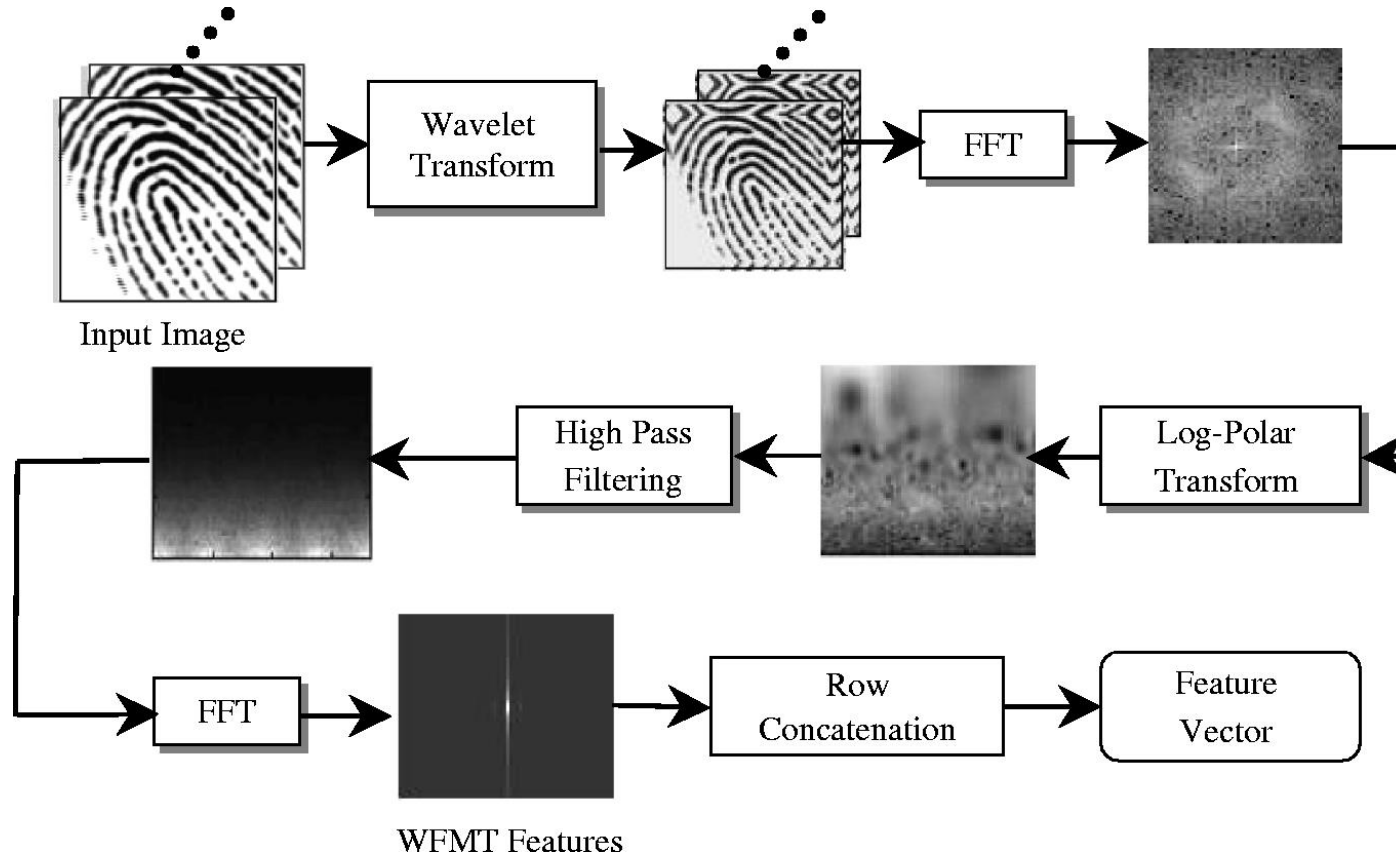 Wavelet
Transform
FFT
Input Image
High Pass
Filtering
Log-Polar
Transform
FFT
Row
Concatenation
Feature
Vector
WFMT Features